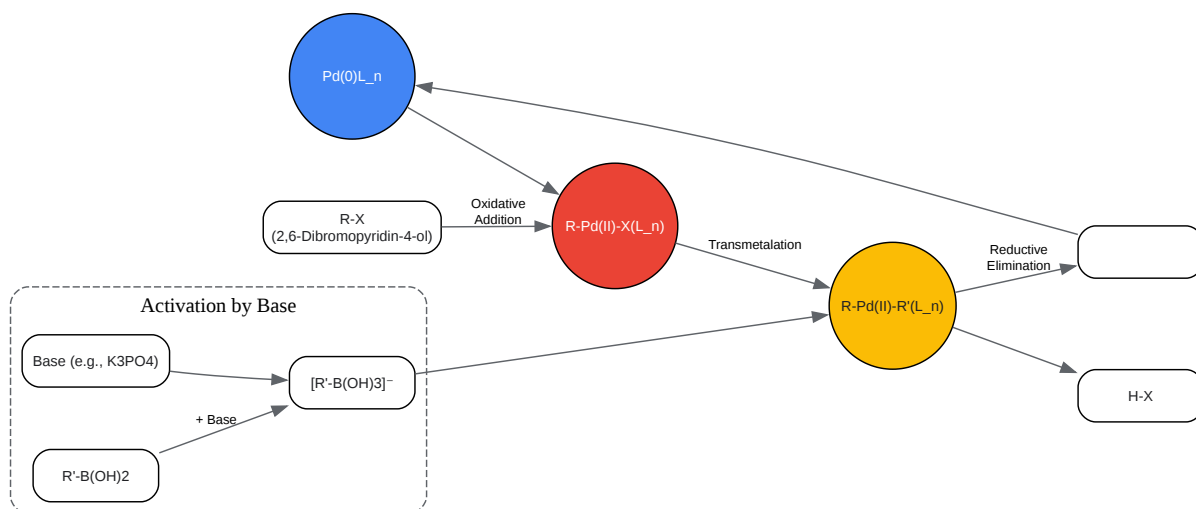 Pd(0)L_n
R-X
(2,6-Dibromopyridin-4-ol)
Oxidative
Addition
R-Pd(II)-X(L_n)
Transmetalation
R-Pd(II)-R'(L_n)
Reductive
Elimination
H-X
Activation by Base
Base (e.g., K3PO4)
[R'-B(OH)3]⁻
+ Base
R'-B(OH)2